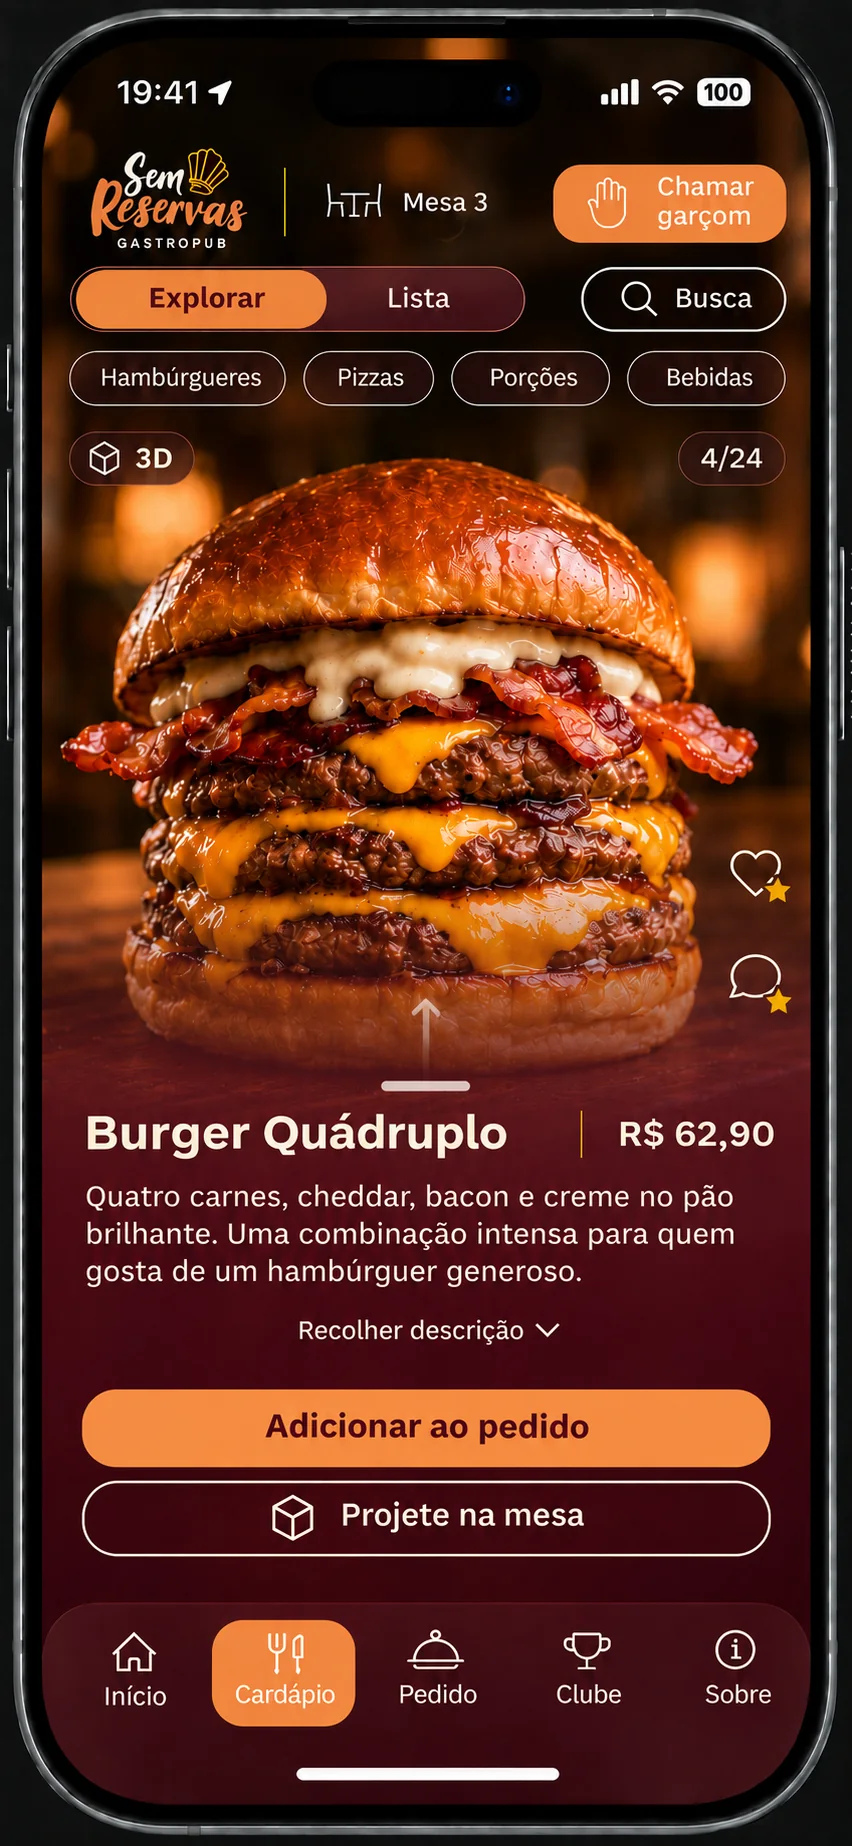 19:41
100
Sem
Reservas
GASTROPUB
Mesa 3
Chamar
garçom
Explorar
Lista
Busca
Hambúrgueres
Pizzas
Porções
Bebidas
3D
4/24
Burger Quádruplo
R$ 62,90
Quatro carnes, cheddar, bacon e creme no pão
brilhante. Uma combinação intensa para quem
gosta de um hambúrguer generoso.
Recolher descrição
Adicionar ao pedido
Projete na mesa
Início
Cardápio
Pedido
Clube
Sobre